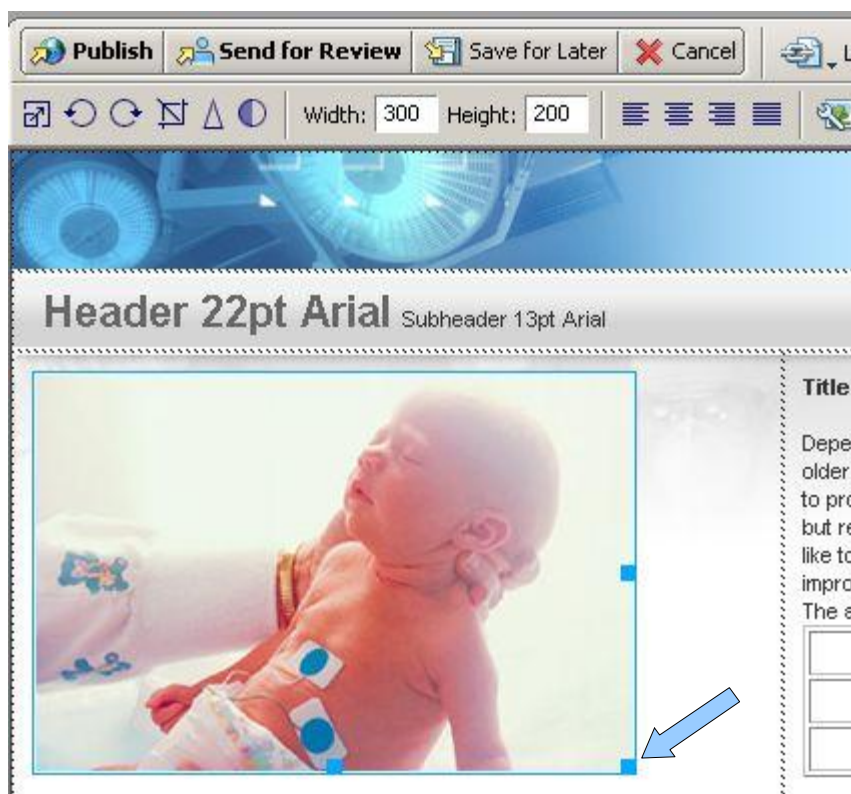 Publish Send for Review Save for Later Cancel L
Width: 300 Height: 200
Header 22pt Arial Subheader 13pt Arial
Title
Depe
older
to pro
but re
like to
impro
The a